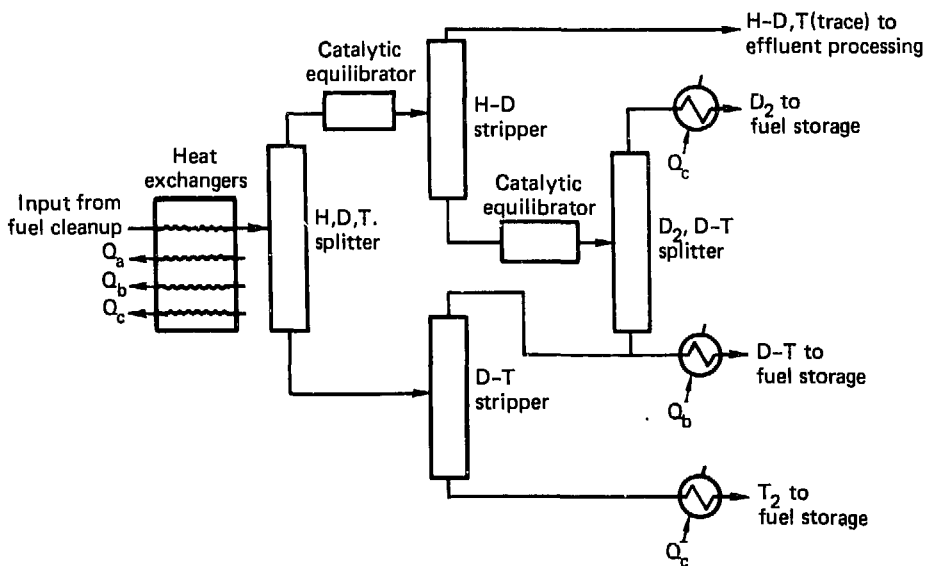 H-D,T(trace) to
effluent processing
Catalytic
equilibrator
H-D
stripper
D2 to
fuel storage
Qc
Heat
exchangers
Input from
fuel cleanup
Qa
Qb
Qc
H,D,T.
splitter
Catalytic
equilibrator
D2, D-T
splitter
D-T
stripper
D-T to
fuel storage
Qb
T2 to
fuel storage
Qc